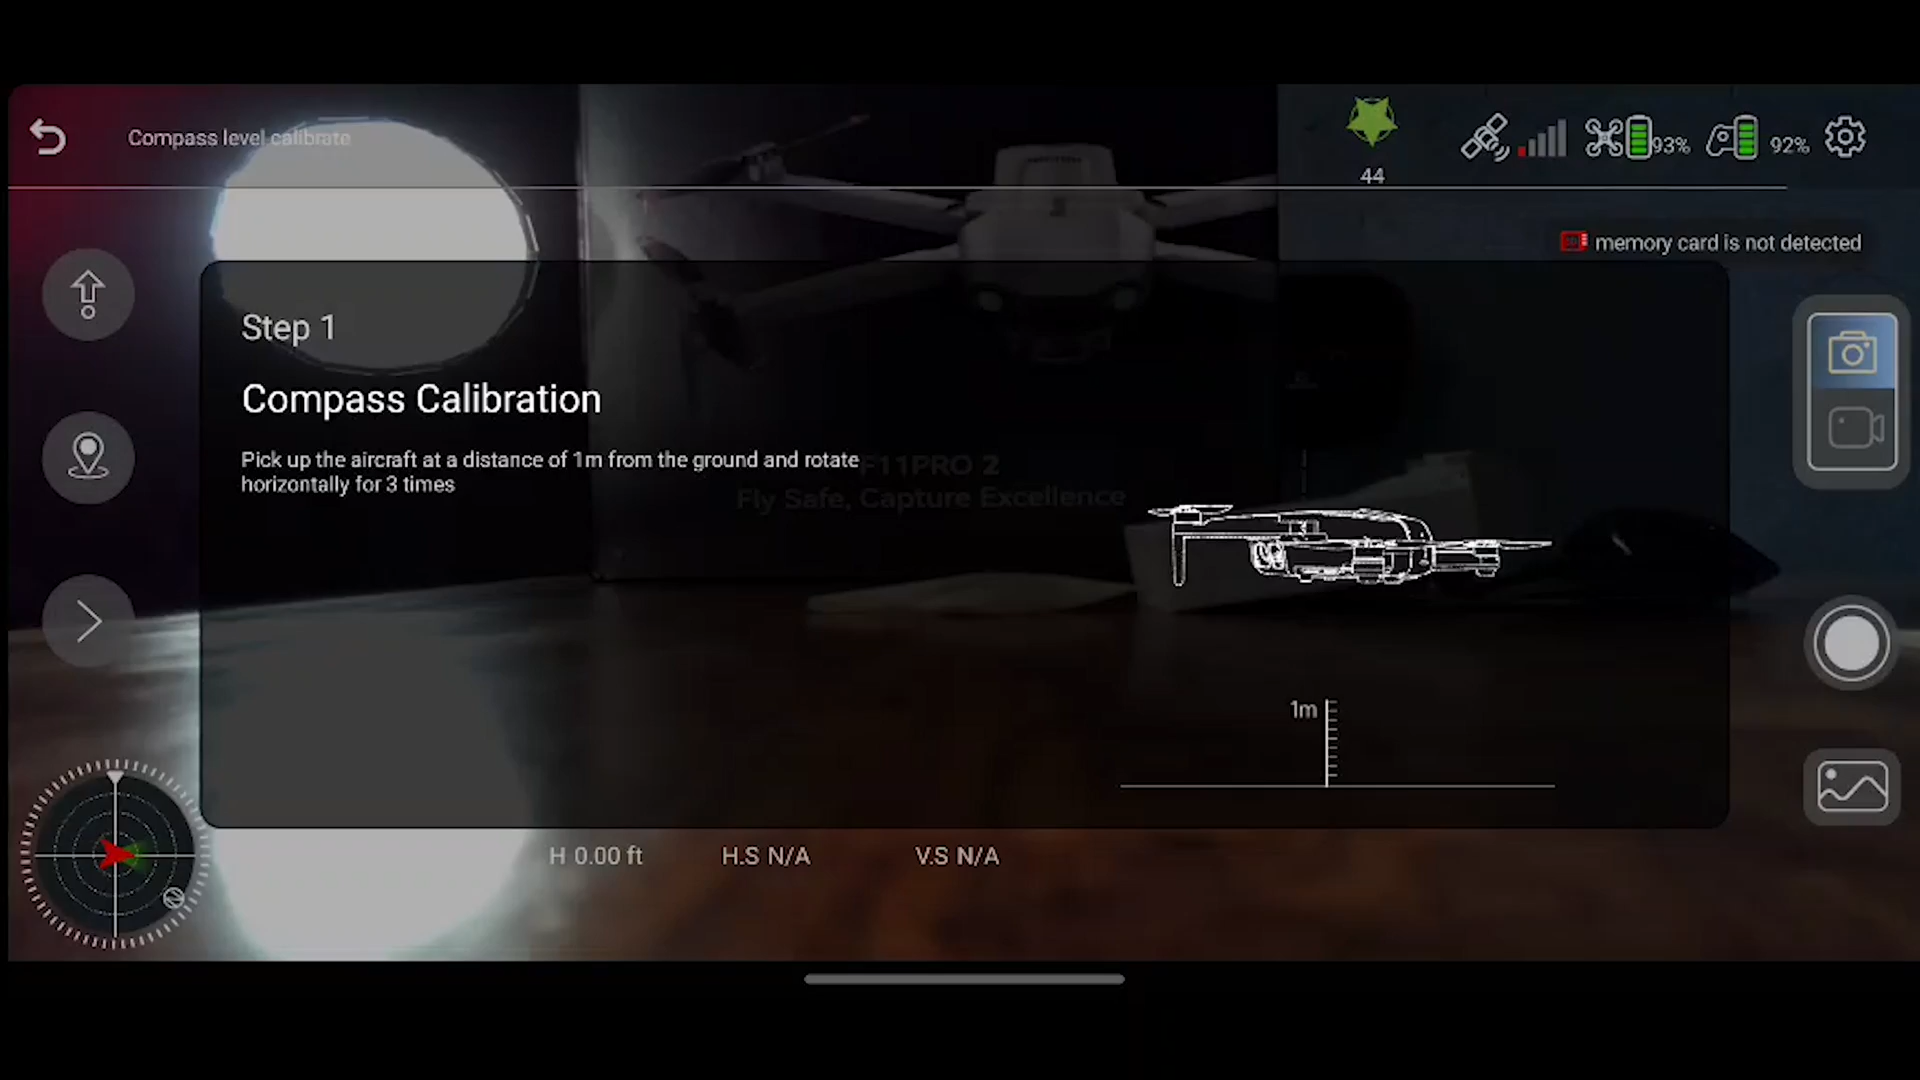 Compass level calibrate
44
93%
92%
memory card is not detected
Step 1
Compass Calibration
Pick up the aircraft at a distance of 1m from the ground and rotate
horizontally for 3 times
F11PRO 2
Fly Safe, Capture Excellence
1m
H 0.00 ft
H.S N/A
V.S N/A